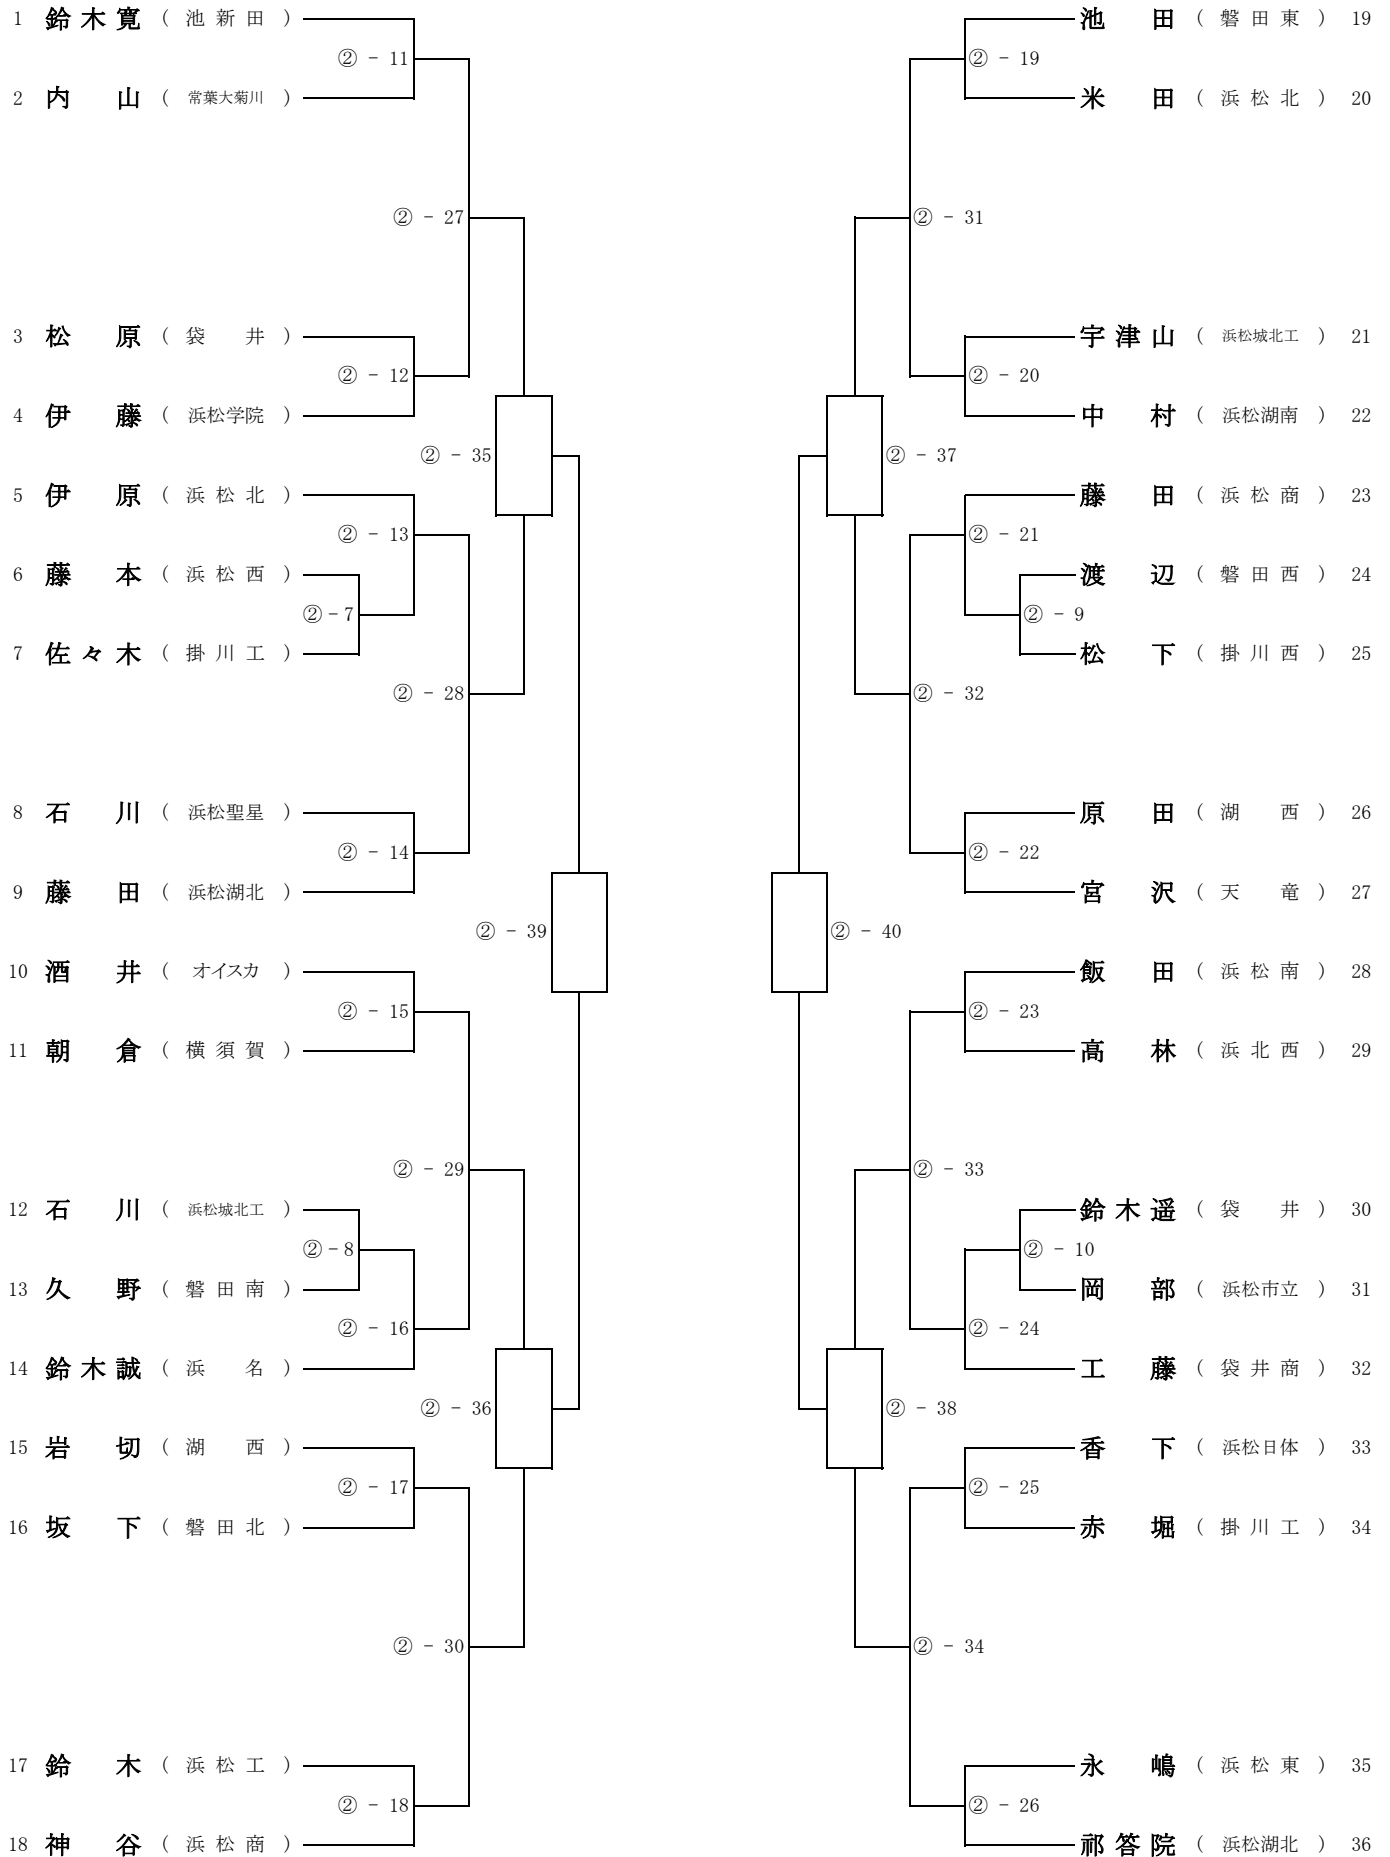 1 鈴木寛 ( 池新田 )
② - 11
2 内山 ( 常葉大菊川 )
② - 27
3 松原 ( 袋井 )
② - 12
4 伊藤 ( 浜松学院 )
② - 35
5 伊原 ( 浜松北 )
② - 13
6 藤本 ( 浜松西 )
② - 7
7 佐々木 ( 掛川工 )
② - 28
8 石川 ( 浜松聖星 )
② - 14
9 藤田 ( 浜松湖北 )
② - 39
10 酒井 ( オイスカ )
② - 15
11 朝倉 ( 横須賀 )
② - 29
12 石川 ( 浜松城北工 )
② - 8
13 久野 ( 磐田南 )
② - 16
14 鈴木誠 ( 浜名 )
② - 36
15 岩切 ( 湖西 )
② - 17
16 坂下 ( 磐田北 )
② - 30
17 鈴木 ( 浜松工 )
② - 18
18 神谷 ( 浜松商 )
池田 ( 磐田東 ) 19
② - 19
米田 ( 浜松北 ) 20
② - 31
宇津山 ( 浜松城北工 ) 21
② - 20
中村 ( 浜松湖南 ) 22
② - 37
藤田 ( 浜松商 ) 23
② - 21
渡辺 ( 磐田西 ) 24
② - 9
松下 ( 掛川西 ) 25
② - 32
原田 ( 湖西 ) 26
② - 22
宮沢 ( 天竜 ) 27
② - 40
飯田 ( 浜松南 ) 28
② - 23
高林 ( 浜北西 ) 29
② - 33
鈴木遥 ( 袋井 ) 30
② - 10
岡部 ( 浜松市立 ) 31
② - 24
工藤 ( 袋井商 ) 32
② - 38
香下 ( 浜松日体 ) 33
② - 25
赤堀 ( 掛川工 ) 34
② - 34
永嶋 ( 浜松東 ) 35
② - 26
祁答院 ( 浜松湖北 ) 36